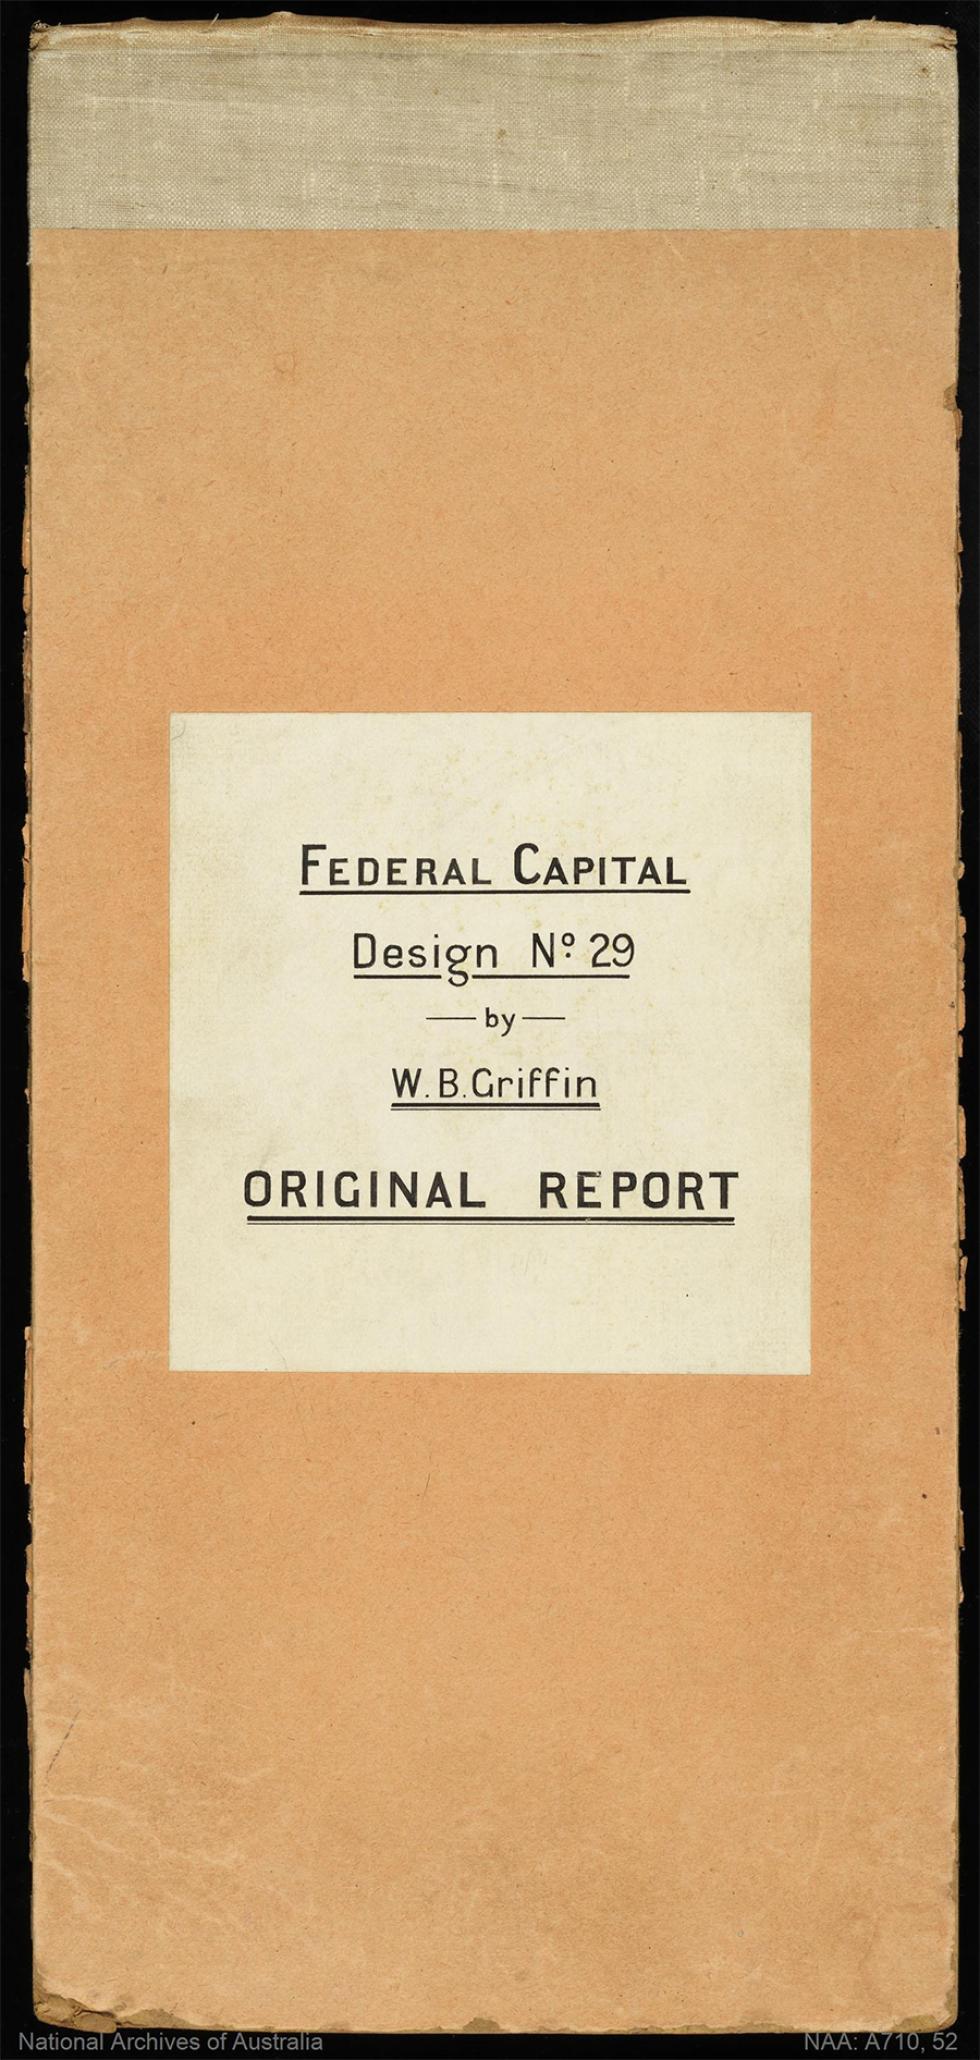 FEDERAL CAPITAL
Design Nº 29
— by —
W. B. Griffin
ORIGINAL REPORT
National Archives of Australia
NAA: A710, 52